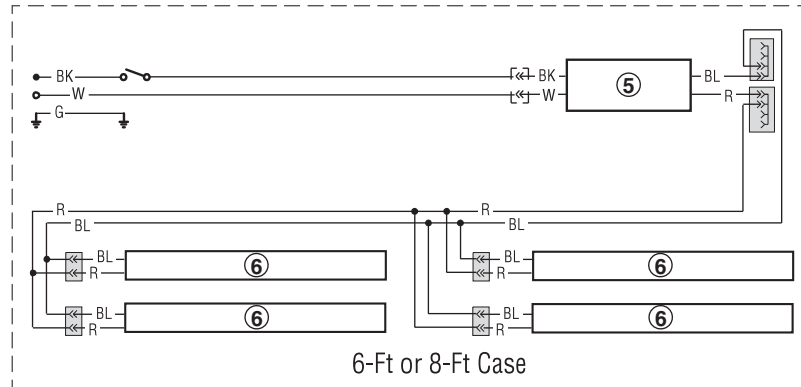 BK BK 5 BL
W W R
G
R R
BL BL
BL 6 BL 6
R R
BL 6 BL 6
R R
6-Ft or 8-Ft Case